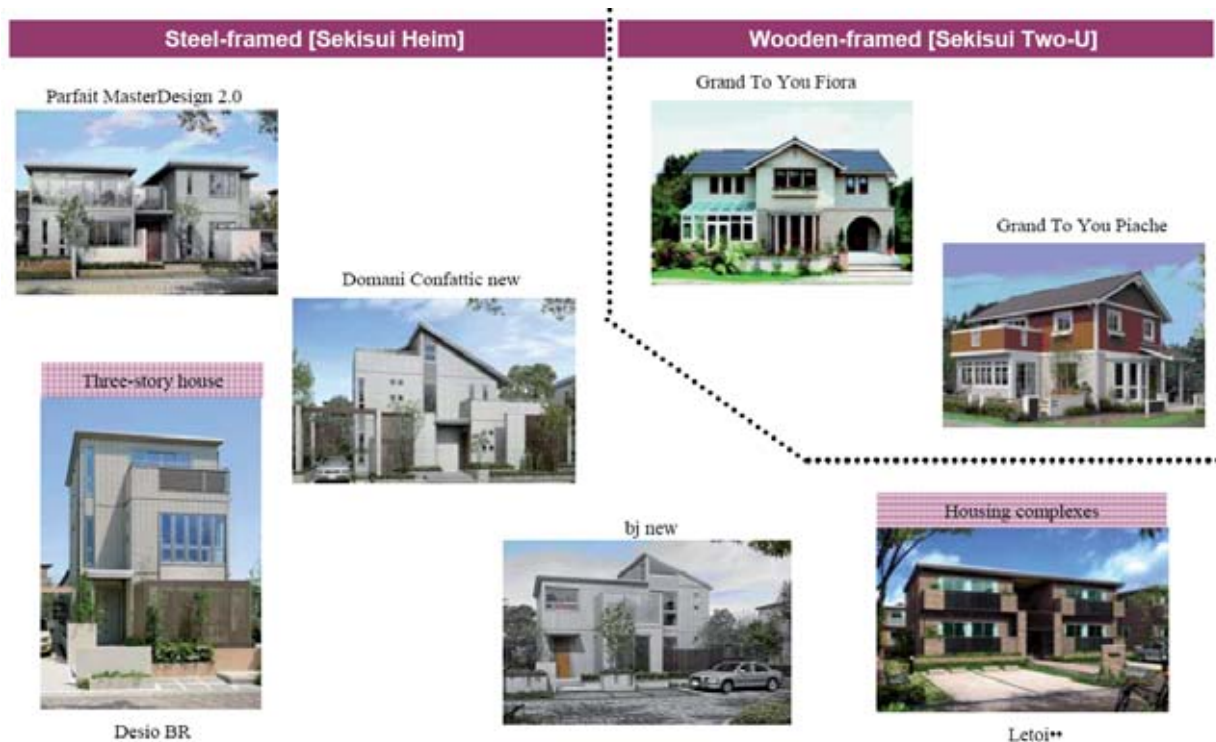 Steel-framed [Sekisui Heim]
Wooden-framed [Sekisui Two-U]
Parfait MasterDesign 2.0
Grand To You Fiora
Grand To You Piache
Domani Confattic new
Three-story house
bj new
Housing complexes
Desio BR
Letoi↔